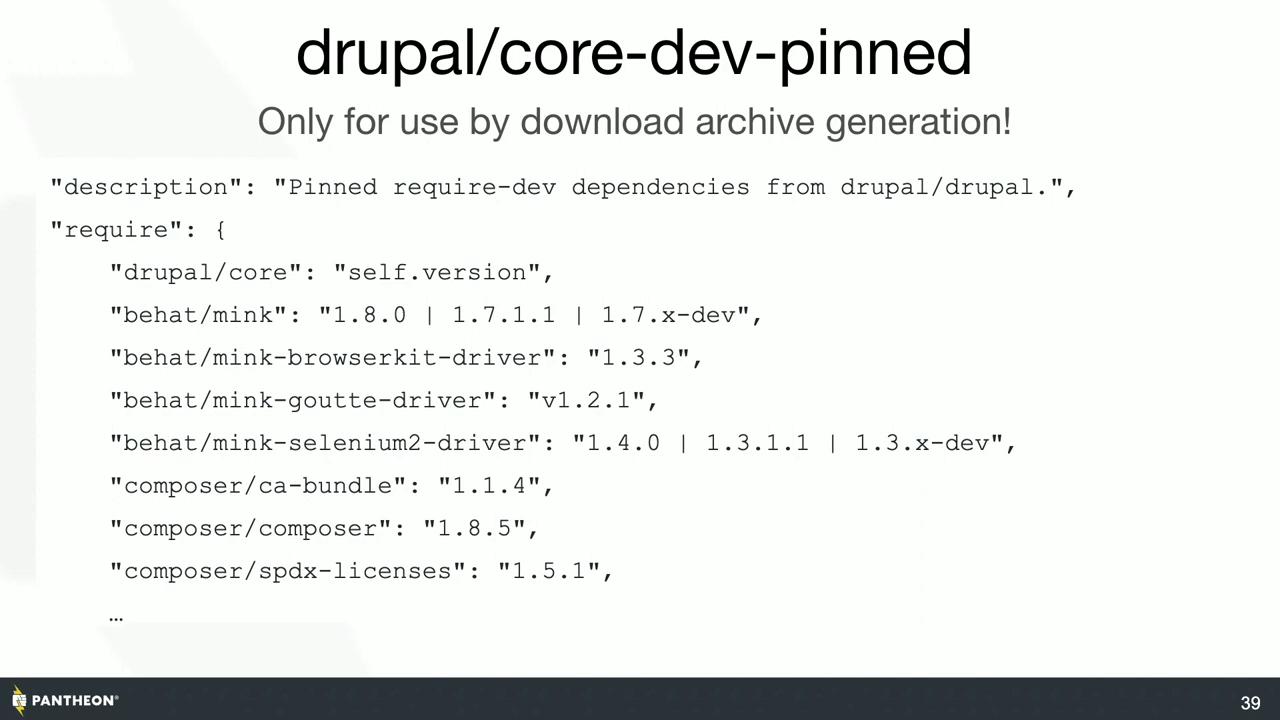 drupal/core-dev-pinned
Only for use by download archive generation!
"description": "Pinned require-dev dependencies from drupal/drupal.",
"require": {
    "drupal/core": "self.version",
    "behat/mink": "1.8.0 | 1.7.1.1 | 1.7.x-dev",
    "behat/mink-browserkit-driver": "1.3.3",
    "behat/mink-goutte-driver": "v1.2.1",
    "behat/mink-selenium2-driver": "1.4.0 | 1.3.1.1 | 1.3.x-dev",
    "composer/ca-bundle": "1.1.4",
    "composer/composer": "1.8.5",
    "composer/spdx-licenses": "1.5.1",
    …
PANTHEON®
39